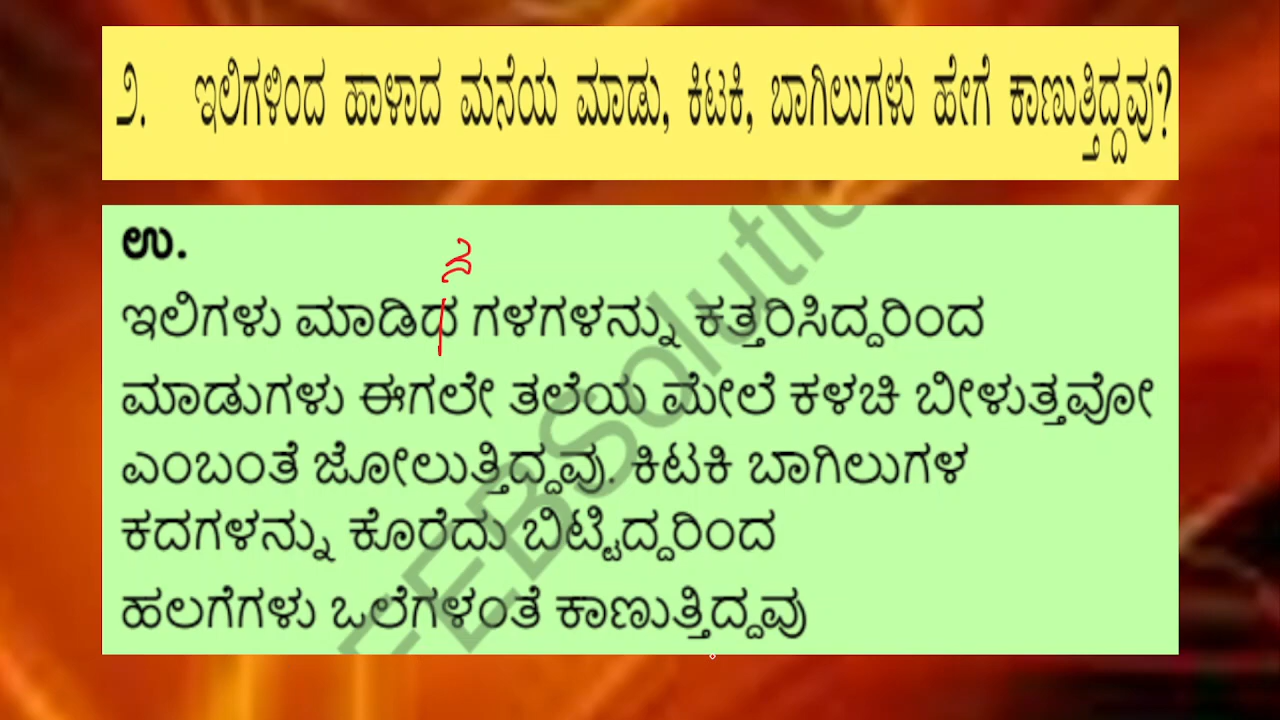 ೨. ಇಲಿಗಳಿಂದ ಹಾಳಾದ ಮನೆಯ ಮಾಡು, ಕಿಟಕಿ, ಬಾಗಿಲುಗಳು ಹೇಗೆ ಕಾಣುತ್ತಿದ್ದವು?
ಉ.
ಇಲಿಗಳು ಮಾಡಿದ ಗಳಗಳನ್ನು ಕತ್ತರಿಸಿದ್ದರಿಂದ
ಮಾಡುಗಳು ಈಗಲೇ ತಲೆಯ ಮೇಲೆ ಕಳಚಿ ಬೀಳುತ್ತವೋ
ಎಂಬಂತೆ ಜೋಲುತ್ತಿದ್ದವು. ಕಿಟಕಿ ಬಾಗಿಲುಗಳ
ಕದಗಳನ್ನು ಕೊರೆದು ಬಿಟ್ಟಿದ್ದರಿಂದ
ಹಲಗೆಗಳು ಒಲೆಗಳಂತೆ ಕಾಣುತ್ತಿದ್ದವು